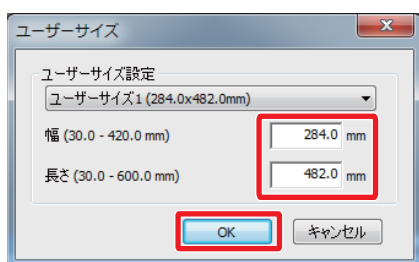 ユーザーサイズ
ユーザーサイズ設定
ユーザーサイズ1 (284.0x482.0mm)
幅 (30.0 - 420.0 mm) 284.0 mm
長さ (30.0 - 600.0 mm) 482.0 mm
OK キャンセル